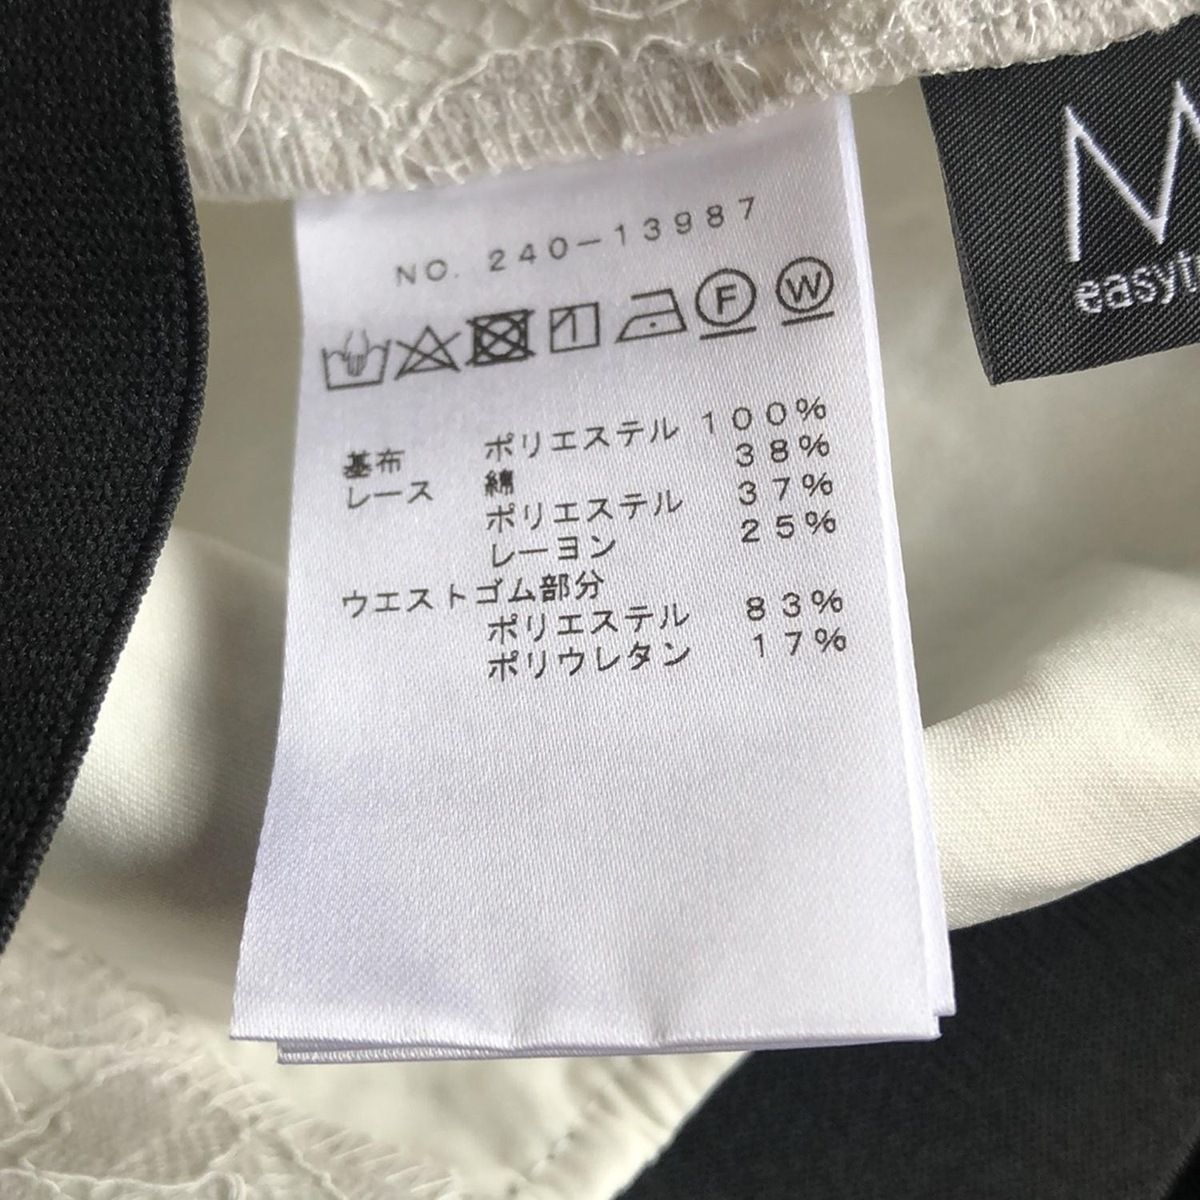 NO. 240-13987
F W
基布 ポリエステル 100%
レース 綿 38%
ポリエステル 37%
レーヨン 25%
ウエストゴム部分
ポリエステル 83%
ポリウレタン 17%
M